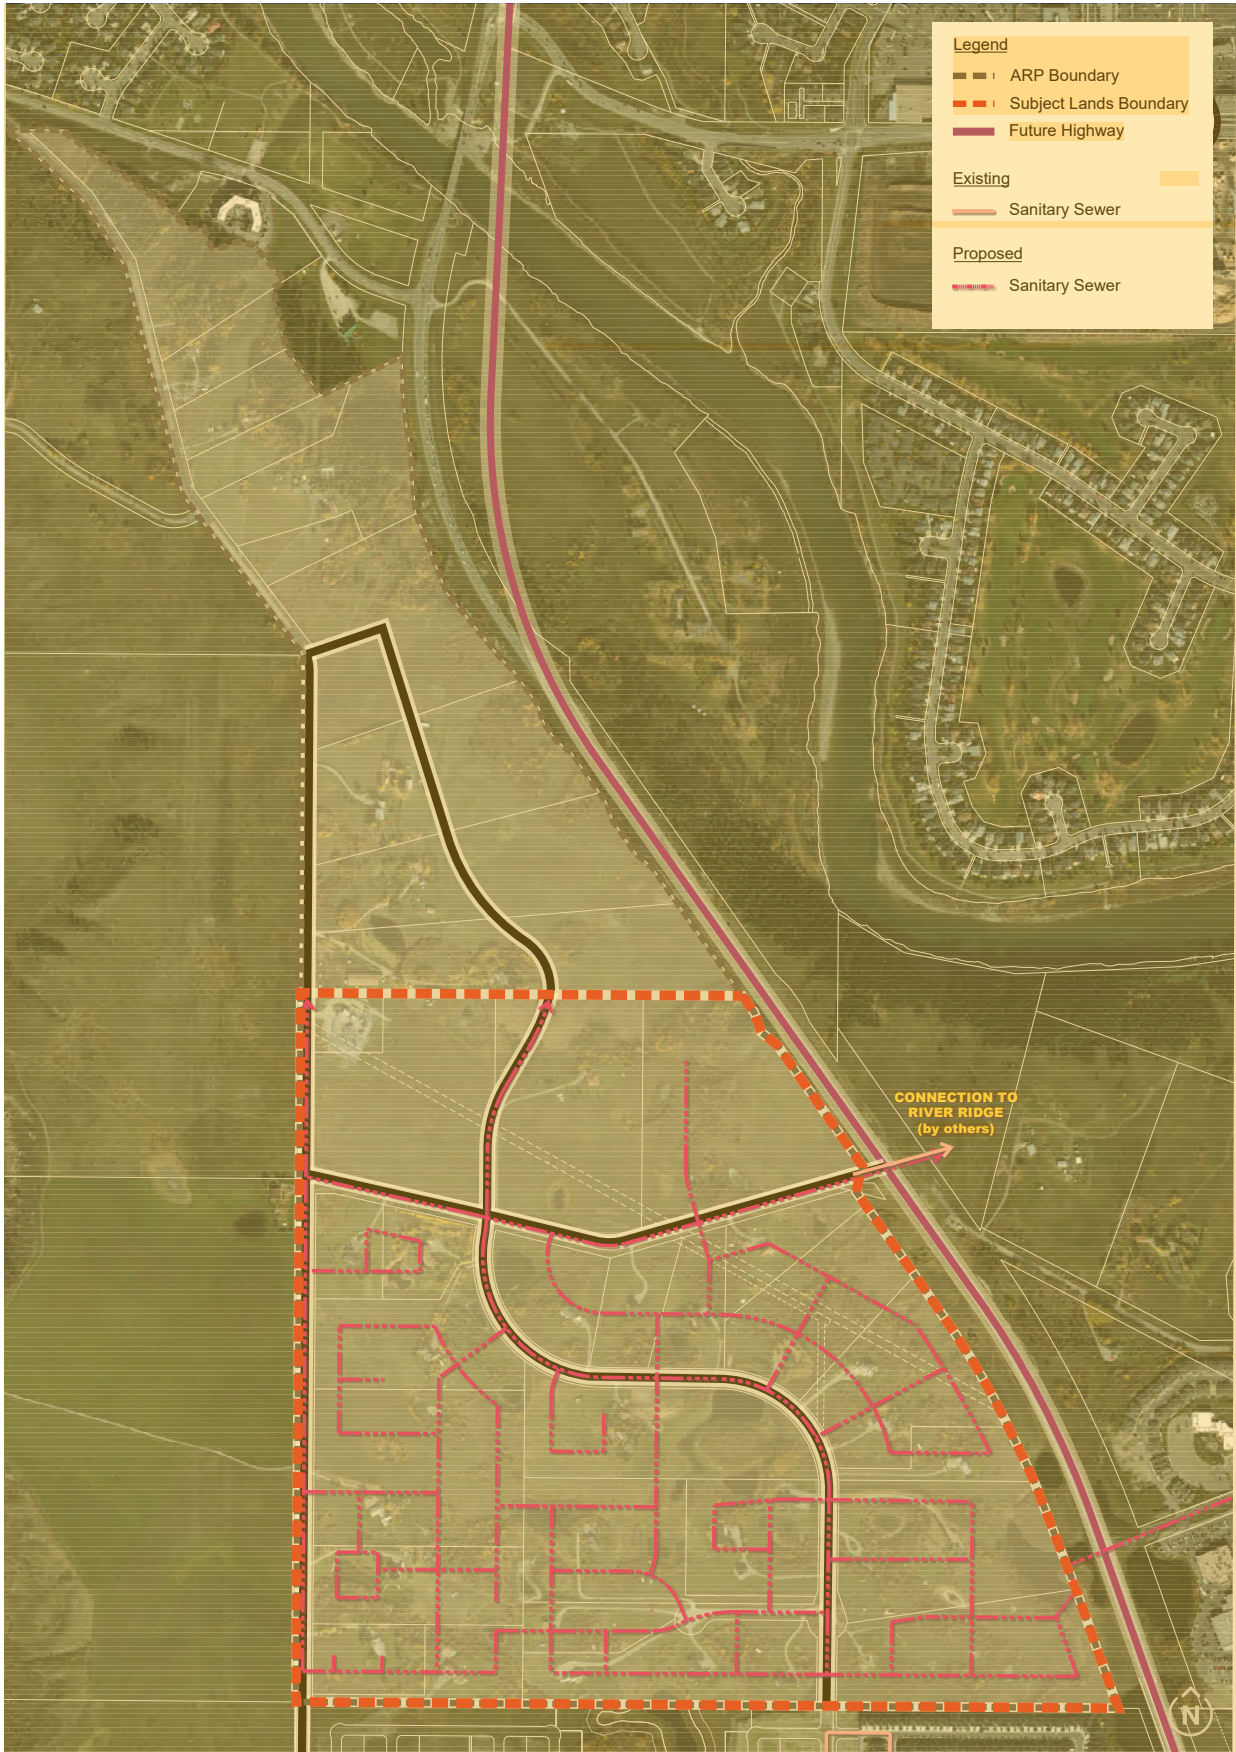 Legend
ARP Boundary
Subject Lands Boundary
Future Highway
Existing
Sanitary Sewer
Proposed
Sanitary Sewer
CONNECTION TO
RIVER RIDGE
(by others)
N